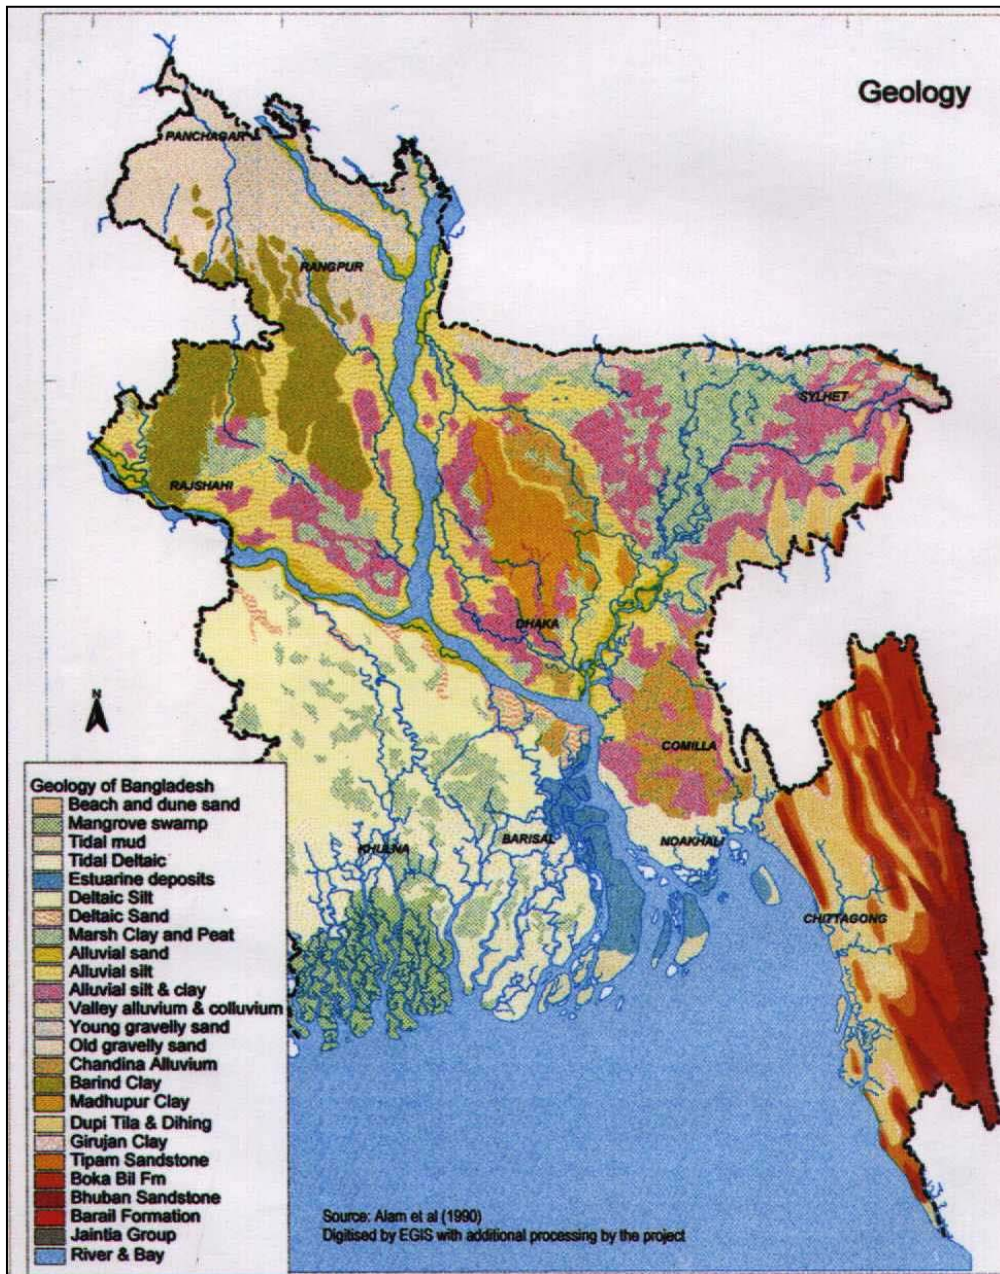 Geology
PANCHAGAR
RANGPUR
SYLHET
RAJSHAHI
DHAKA
COMILLA
N
KHULNA
BARISAL
NOAKHALI
CHITTAGONG
Geology of Bangladesh
Beach and dune sand
Mangrove swamp
Tidal mud
Tidal Deltaic
Estuarine deposits
Deltaic Silt
Deltaic Sand
Marsh Clay and Peat
Alluvial sand
Alluvial silt
Alluvial silt & clay
Valley alluvium & colluvium
Young gravelly sand
Old gravelly sand
Chandina Alluvium
Barind Clay
Madhupur Clay
Dupi Tila & Dihing
Girujan Clay
Tipam Sandstone
Boka Bil Fm
Bhuban Sandstone
Barail Formation
Jaintia Group
River & Bay
Source: Alam et al (1990)
Digitised by EGIS with additional processing by the project